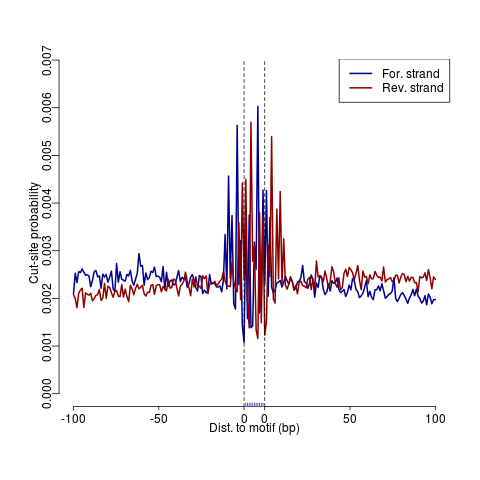 0.007
0.006
0.005
0.004
0.003
0.002
0.001
0.000
Cut-site probability
For. strand
Rev. strand
-100 -50 0 0 50 100
Dist. to motif (bp)